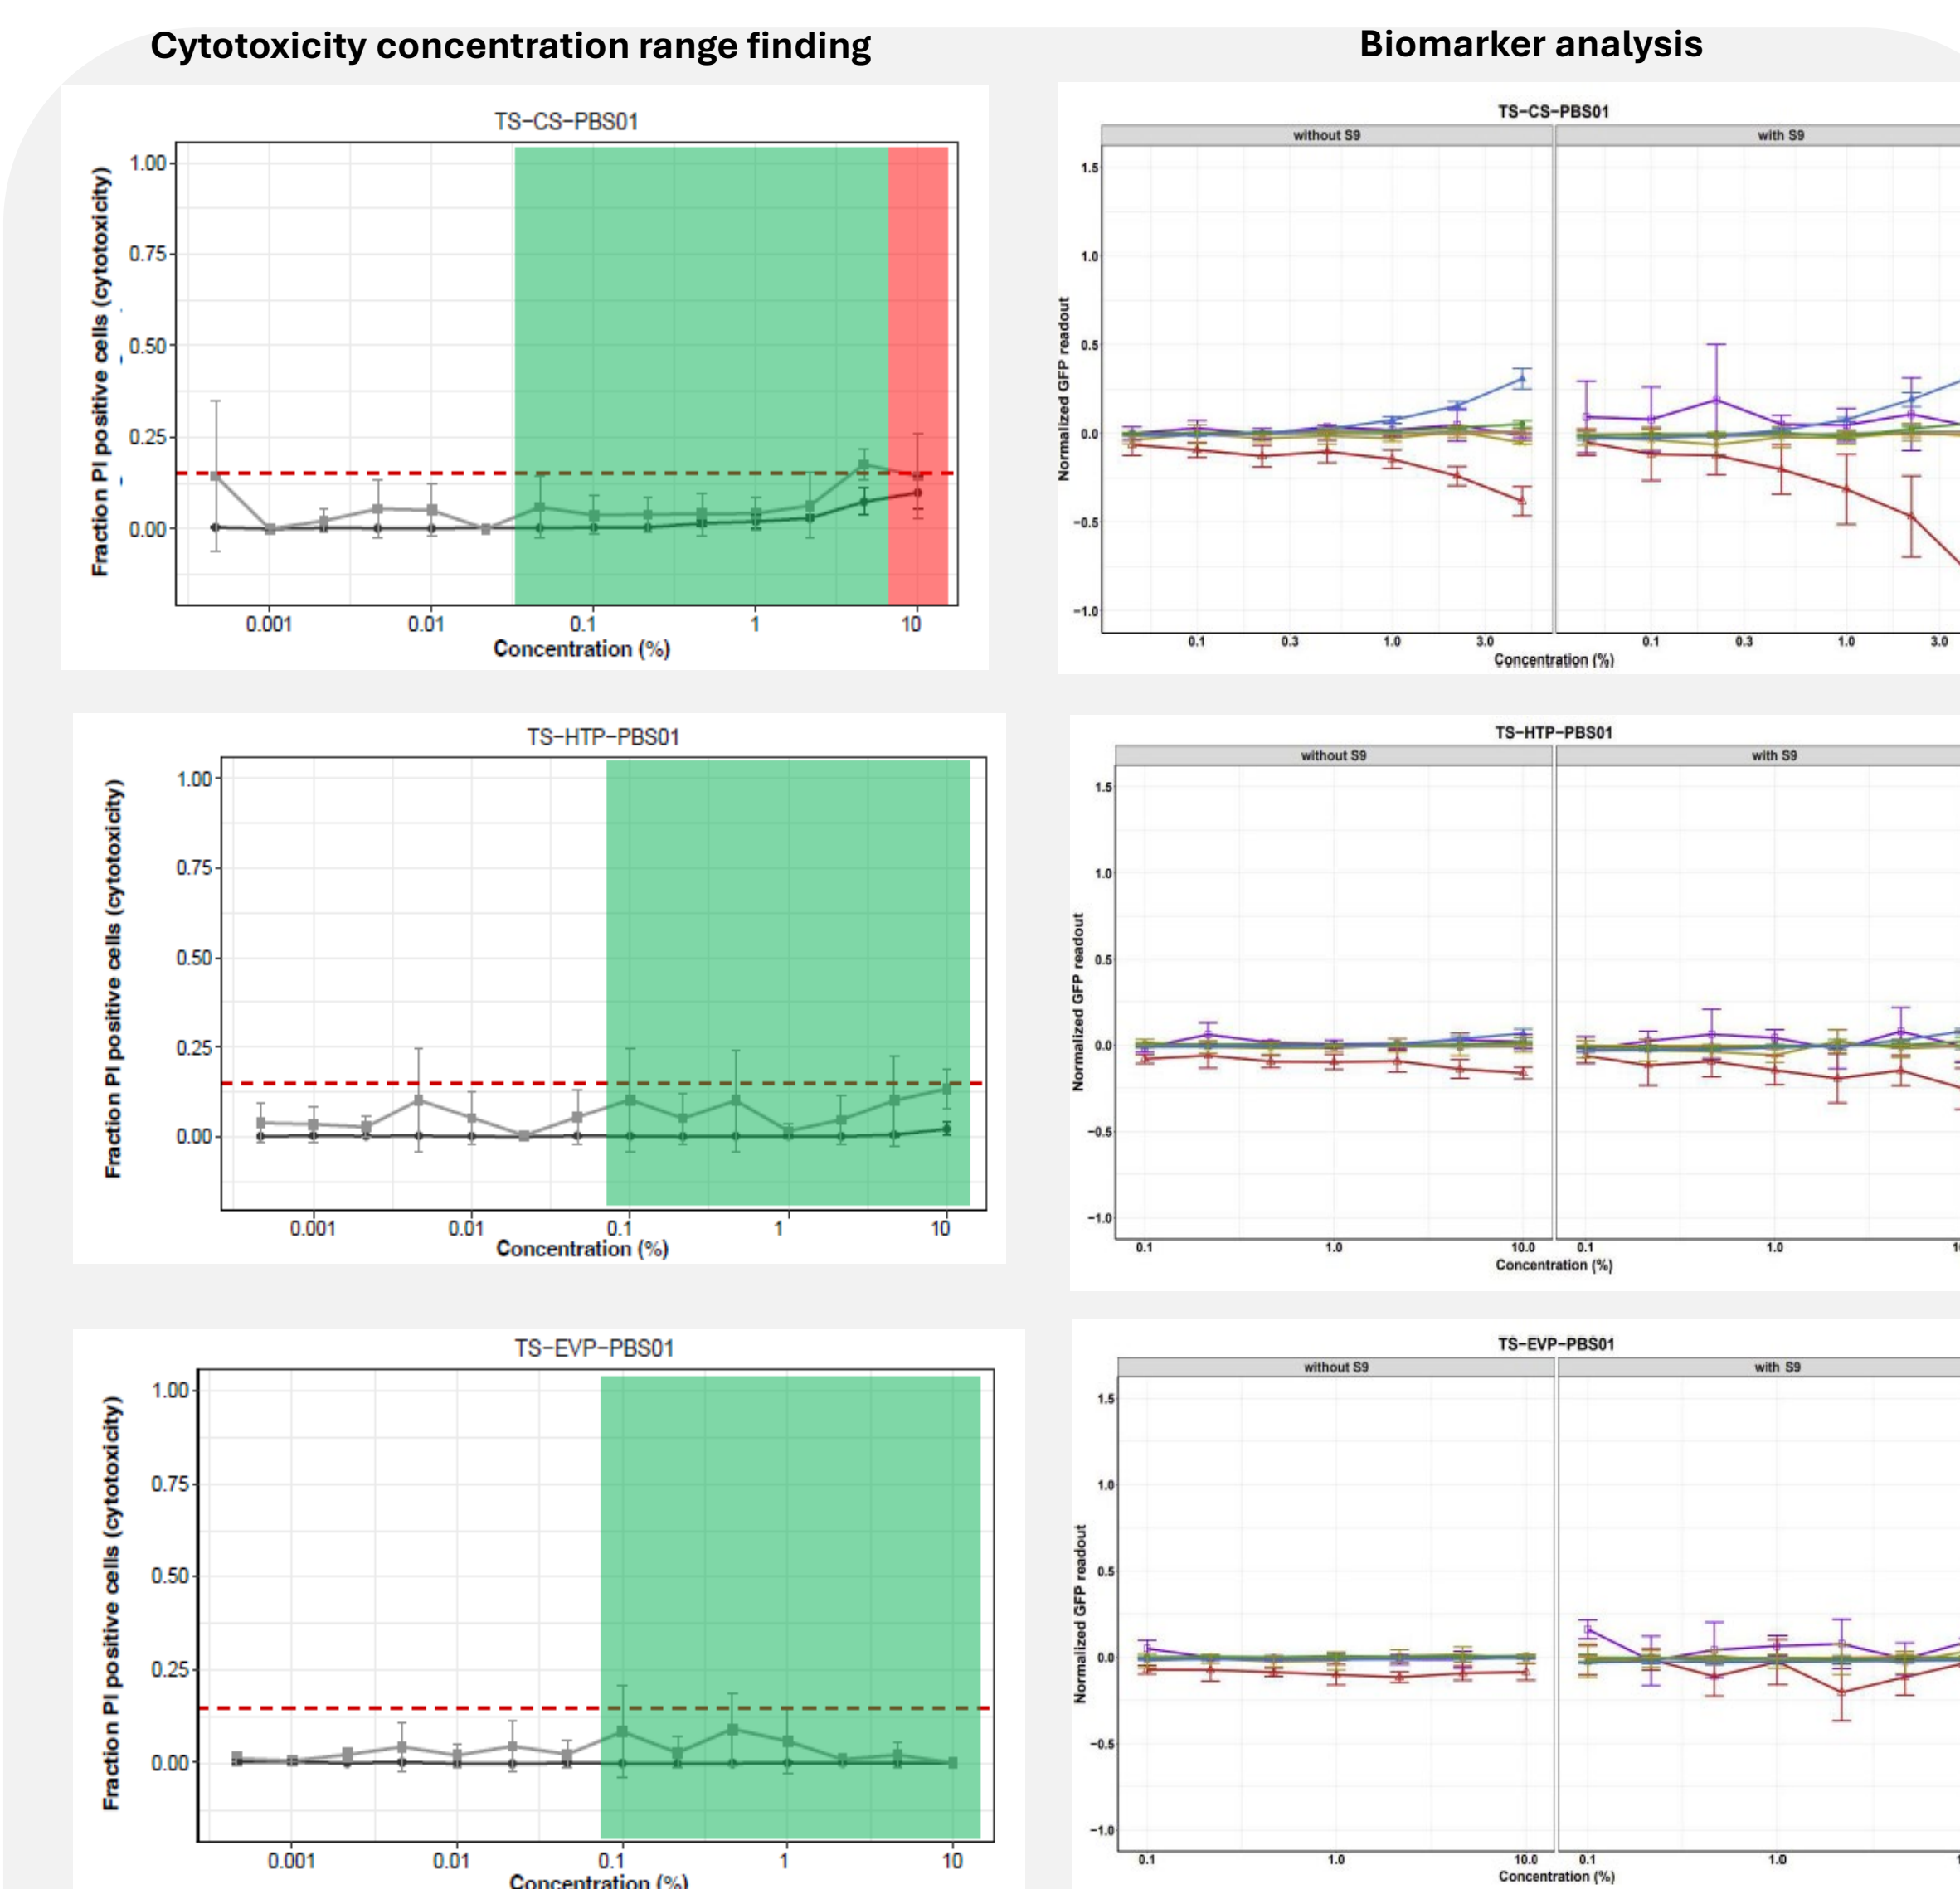 Cytotoxicity concentration range finding
Biomarker analysis
TS-CS-PBS01
Fraction PI positive cells (cytotoxicity)
1.00
0.75
0.50
0.25
0.00
0.001 0.01 0.1 1 10
Concentration (%)
TS-CS-PBS01
without S9 with S9
Normalized GFP readout
1.5
1.0
0.5
0.0
-0.5
-1.0
0.1 0.3 1.0 3.0 0.1 0.3 1.0 3.0
Concentration (%)
TS-HTP-PBS01
Fraction PI positive cells (cytotoxicity)
1.00
0.75
0.50
0.25
0.00
0.001 0.01 0.1 1 10
Concentration (%)
TS-HTP-PBS01
without S9 with S9
Normalized GFP readout
1.5
1.0
0.5
0.0
-0.5
-1.0
0.1 1.0 10.0 0.1 1.0
Concentration (%)
TS-EVP-PBS01
Fraction PI positive cells (cytotoxicity)
1.00
0.75
0.50
0.25
0.00
0.001 0.01 0.1 1 10
Concentration (%)
TS-EVP-PBS01
without S9 with S9
Normalized GFP readout
1.5
1.0
0.5
0.0
-0.5
-1.0
0.1 1.0 10.0 0.1 1.0
Concentration (%)